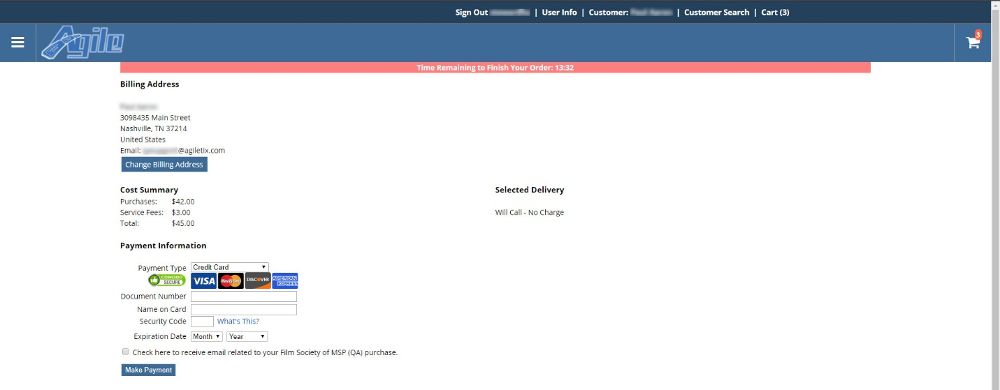 Sign Out | User Info | Customer: | Customer Search | Cart (3)
Agile
3
Time Remaining to Finish Your Order: 13:32
Billing Address
3098435 Main Street
Nashville, TN 37214
United States
Email: @agiletix.com
Change Billing Address
Cost Summary
Purchases: $42.00
Service Fees: $3.00
Total: $45.00
Selected Delivery
Will Call - No Charge
Payment Information
Payment Type Credit Card
COMODO SECURE VISA MasterCard DISCOVER AMERICAN EXPRESS
Document Number
Name on Card
Security Code What's This?
Expiration Date Month Year
Check here to receive email related to your Film Society of MSP (QA) purchase.
Make Payment